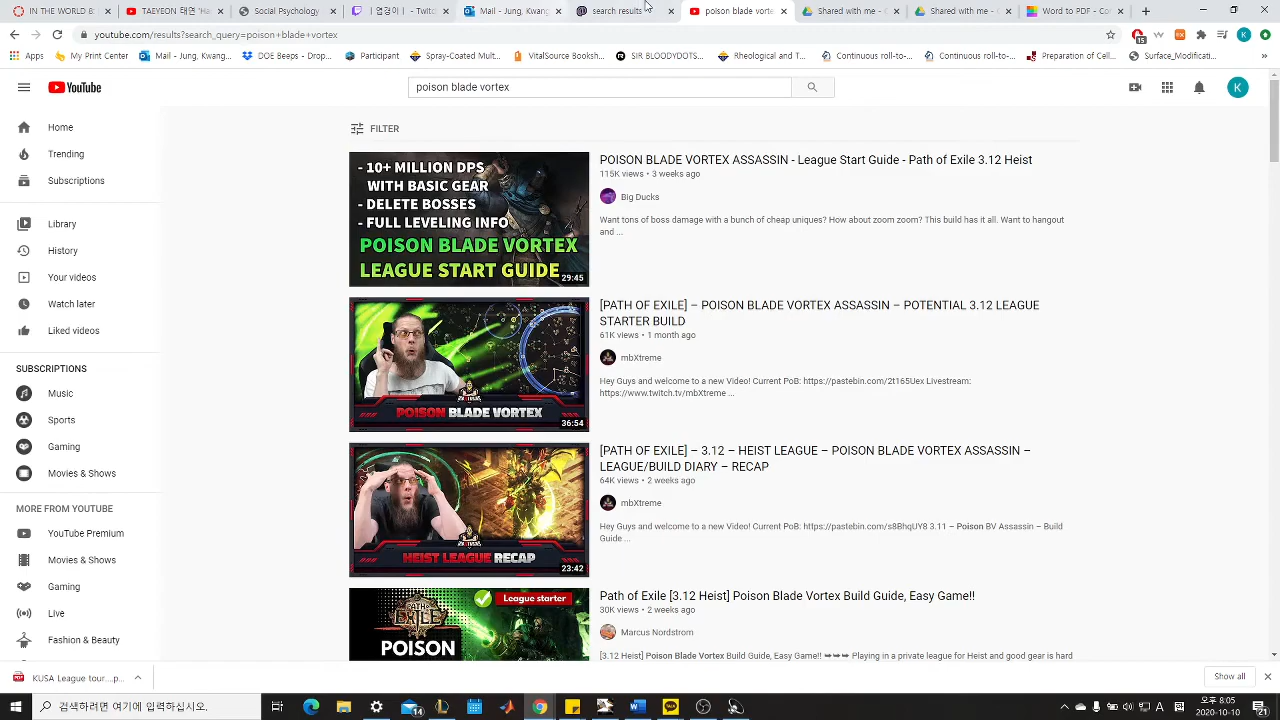 IN THE WORLD
TAEYEON 태연
Social Psychology
Twitc
Mail - Jung, Kwang
search results
poison blade vorte
Shared with me - G
Shared with me - G
Word to PDF - Co
youtube.com/results?search_query=poison+blade+vortex
15
K
Apps
My Print Center
Mail - Jung, Kwang...
DOE Beeps - Drop...
Participant
Spray-Coated Mult...
VitalSource Booksh...
SIR BLOODYDOTS...
Rheological and T...
Continuous roll-to-...
Continuous roll-to-...
Preparation of Cel...
Surface_Modificati...
YouTube
poison blade vortex
K
Home
Trending
Subscriptions
Library
History
Your videos
Watch later
Liked videos
SUBSCRIPTIONS
Music
Sports
Gaming
Movies & Shows
MORE FROM YOUTUBE
YouTube Premium
Movies & Shows
Gaming
Live
Fashion & Beauty
FILTER
- 10+ MILLION DPS
WITH BASIC GEAR
- DELETE BOSSES
- FULL LEVELING INFO
POISON BLADE VORTEX
LEAGUE START GUIDE
29:45
POISON BLADE VORTEX ASSASSIN - League Start Guide - Path of Exile 3.12 Heist
115K views • 3 weeks ago
Big Ducks
Want tons of boss damage with a bunch of cheap uniques? How about zoom zoom? This build has it all. Want to hangout
and ...
POISON BLADE VORTEX
36:54
[PATH OF EXILE] – POISON BLADE VORTEX ASSASSIN – POTENTIAL 3.12 LEAGUE
STARTER BUILD
61K views • 1 month ago
mbXtreme
Hey Guys and welcome to a new Video! Current PoB: https://pastebin.com/2t165Uex Livestream:
https://www.twitch.tv/mbXtreme ...
HEIST LEAGUE RECAP
23:42
[PATH OF EXILE] – 3.12 – HEIST LEAGUE – POISON BLADE VORTEX ASSASSIN –
LEAGUE/BUILD DIARY – RECAP
64K views • 2 weeks ago
mbXtreme
Hey Guys and welcome to a new Video! Current PoB: https://pastebin.com/s8BhqUY8 3.11 – Poison BV Assassin – Build
Guide ...
League starter
EXILE
POISON
Path of Exile [3.12 Heist] Poison Blade Vortex Build Guide, Easy Game!!
30K views • 2 weeks ago
Marcus Nordstrom
[3.12 Heist] Poison Blade Vortex Build Guide, Easy Game!! ➡➡➡ Playing in a private league for Heist and good gear is hard
KUSA League tour....p...
Show all
검색하려면 여기에 입력하십시오.
14
TALK
A
오후 8:05
2020-10-10
21